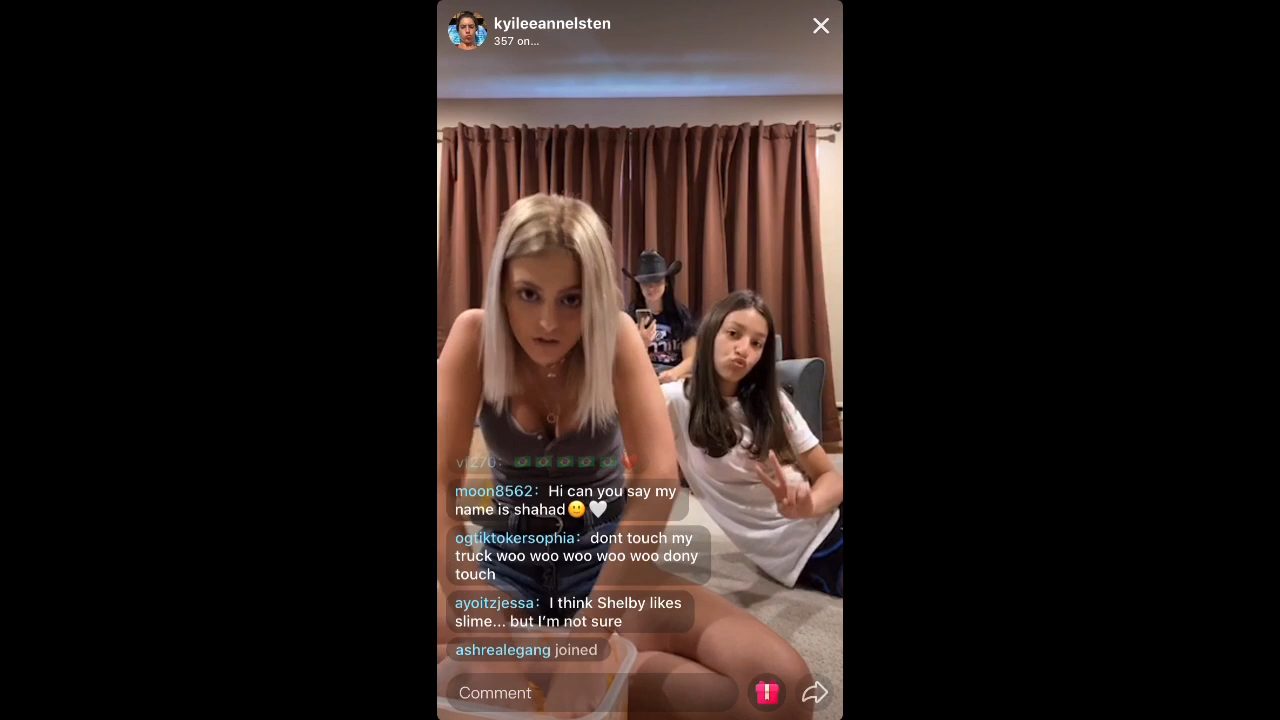 kyileeannelsten
357 on...
vf276: 🇧🇷 🇧🇷 🇧🇷 🇧🇷 🇧🇷 ❤️
moon8562: Hi can you say my
name is shahad🙂🤍
ogtiktokersophia: dont touch my
truck woo woo woo woo woo dony
touch
ayoitzjessa: I think Shelby likes
slime... but I'm not sure
ashrealegang joined
Comment